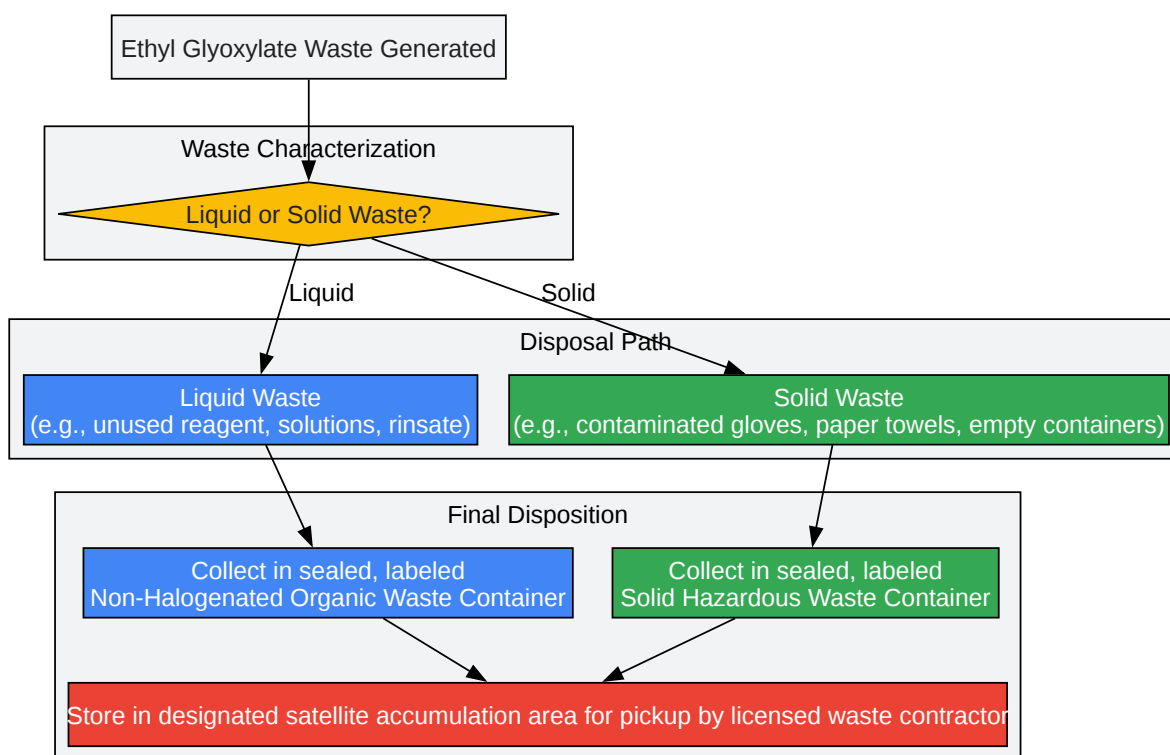 Ethyl Glyoxylate Waste Generated
Waste Characterization
Liquid or Solid Waste?
Liquid
Solid
Disposal Path
Liquid Waste
(e.g., unused reagent, solutions, rinsate)
Solid Waste
(e.g., contaminated gloves, paper towels, empty containers)
Final Disposition
Collect in sealed, labeled
Non-Halogenated Organic Waste Container
Collect in sealed, labeled
Solid Hazardous Waste Container
Store in designated satellite accumulation area for pickup by licensed waste contractor